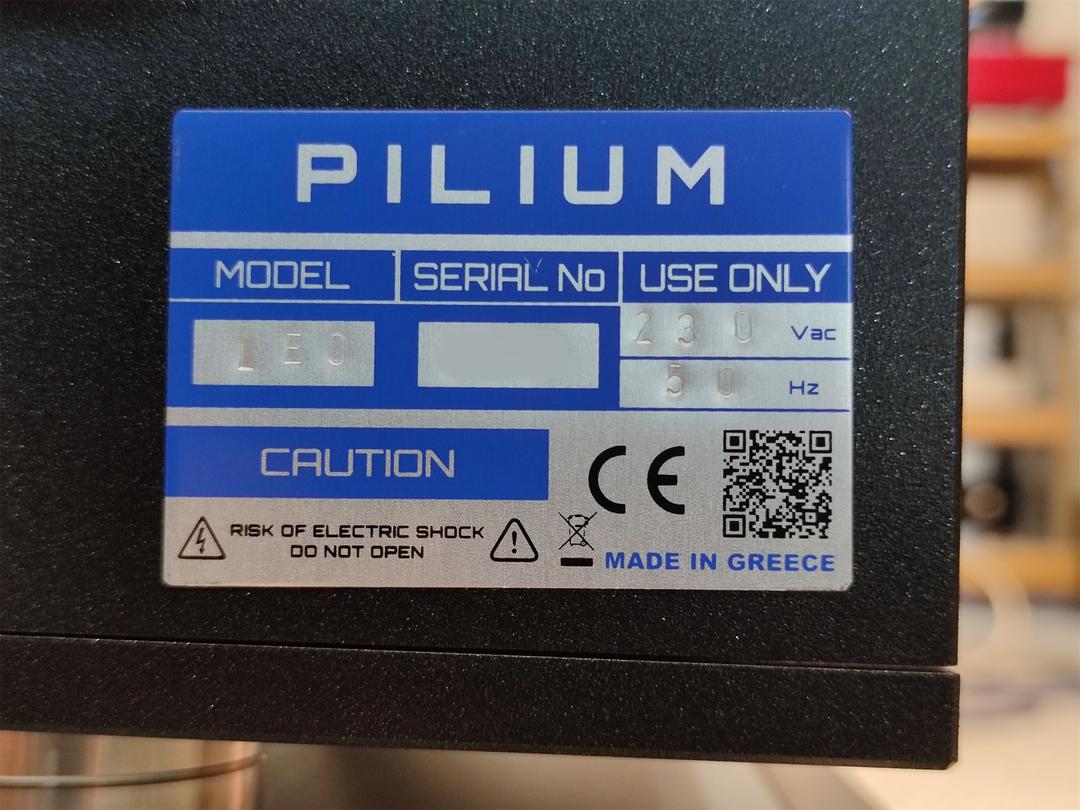 PILIUM
MODEL SERIAL No USE ONLY
LEO 230 Vac
50 Hz
CAUTION
CE
RISK OF ELECTRIC SHOCK
DO NOT OPEN
MADE IN GREECE